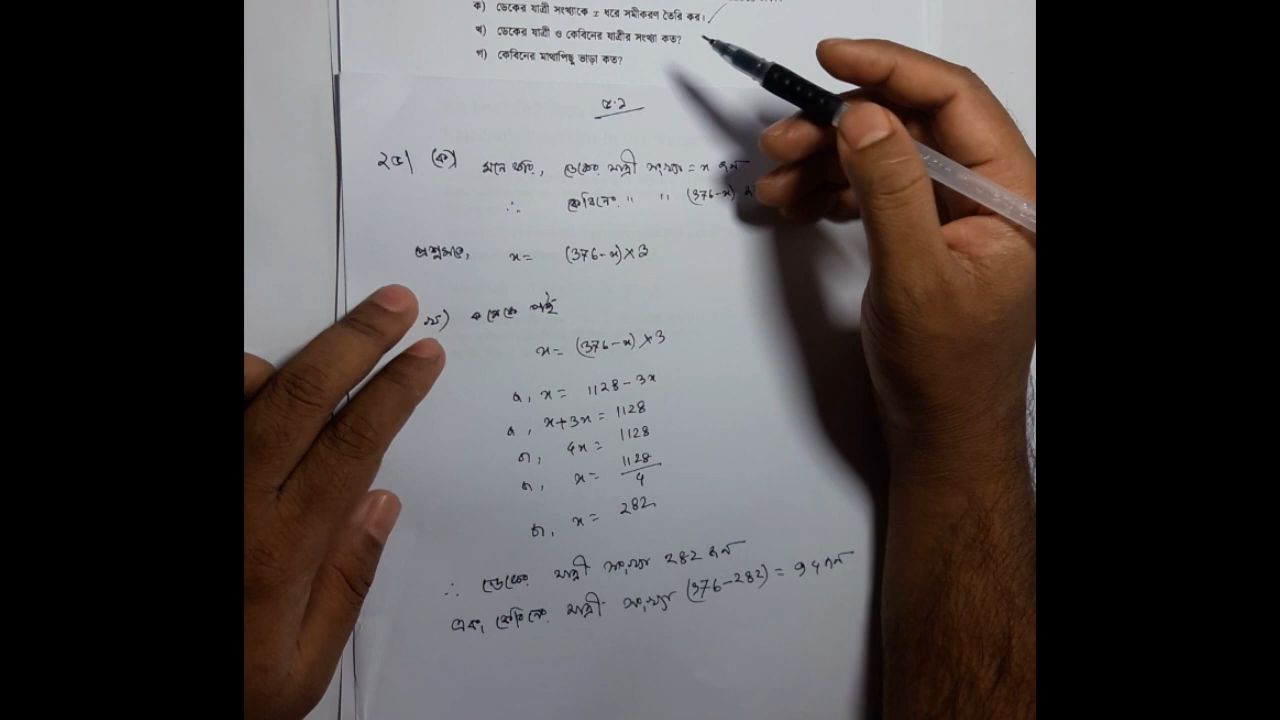 ক) ডেকের যাত্রী সংখ্যাকে x ধরে সমীকরণ তৈরি কর।
খ) ডেকের যাত্রী ও কেবিনের যাত্রীর সংখ্যা কত?
গ) কেবিনের মাথাপিছু ভাড়া কত?
৫.২
২৫। (ক) মনে করি, ডেকের যাত্রী সংখ্যা = x জন
∴ কেবিনের " " (376-x)
প্রশ্নমতে, x = (376-x)×3
খ) ক থেকে পাই
x = (376-x)×3
বা, x = 1128-3x
বা, x+3x = 1128
বা, 4x = 1128
বা, x = 1128/4
বা, x = 282
∴ ডেকের যাত্রী সংখ্যা 282 জন
এবং কেবিনের যাত্রী সংখ্যা (376-282) = 94 জন